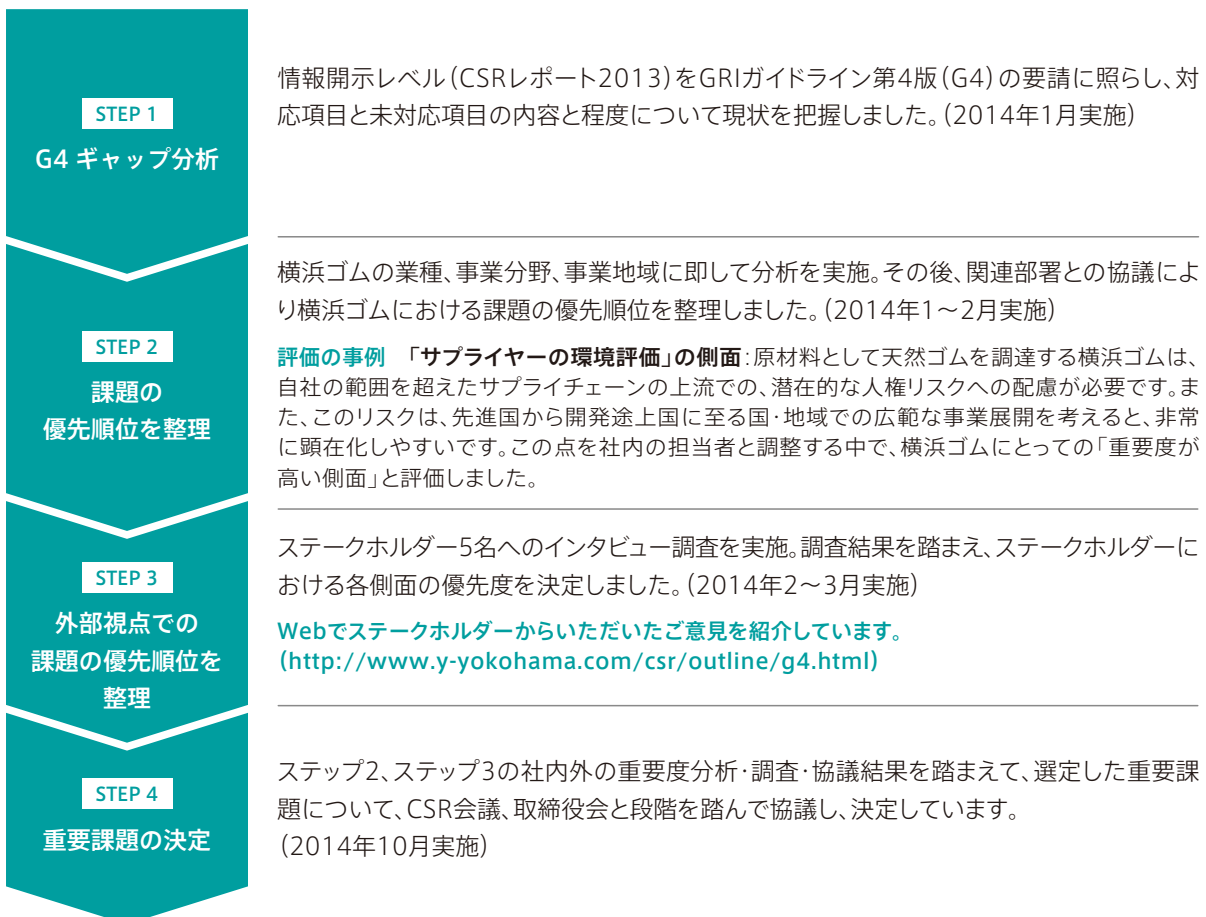 STEP 1
G4 ギャップ分析
情報開示レベル（CSRレポート2013）をGRIガイドライン第4版（G4）の要請に照らし、対
応項目と未対応項目の内容と程度について現状を把握しました。（2014年1月実施）
STEP 2
課題の
優先順位を整理
横浜ゴムの業種、事業分野、事業地域に即して分析を実施。その後、関連部署との協議によ
り横浜ゴムにおける課題の優先順位を整理しました。（2014年1～2月実施）
評価の事例　「サプライヤーの環境評価」の側面：原材料として天然ゴムを調達する横浜ゴムは、
自社の範囲を超えたサプライチェーンの上流での、潜在的な人権リスクへの配慮が必要です。ま
た、このリスクは、先進国から開発途上国に至る国・地域での広範な事業展開を考えると、非常
に顕在化しやすいです。この点を社内の担当者と調整する中で、横浜ゴムにとっての「重要度が
高い側面」と評価しました。
STEP 3
外部視点での
課題の優先順位を
整理
ステークホルダー5名へのインタビュー調査を実施。調査結果を踏まえ、ステークホルダーに
おける各側面の優先度を決定しました。（2014年2～3月実施）
Webでステークホルダーからいただいたご意見を紹介しています。
（http://www.y-yokohama.com/csr/outline/g4.html）
STEP 4
重要課題の決定
ステップ2、ステップ3の社内外の重要度分析・調査・協議結果を踏まえて、選定した重要課
題について、CSR会議、取締役会と段階を踏んで協議し、決定しています。
（2014年10月実施）